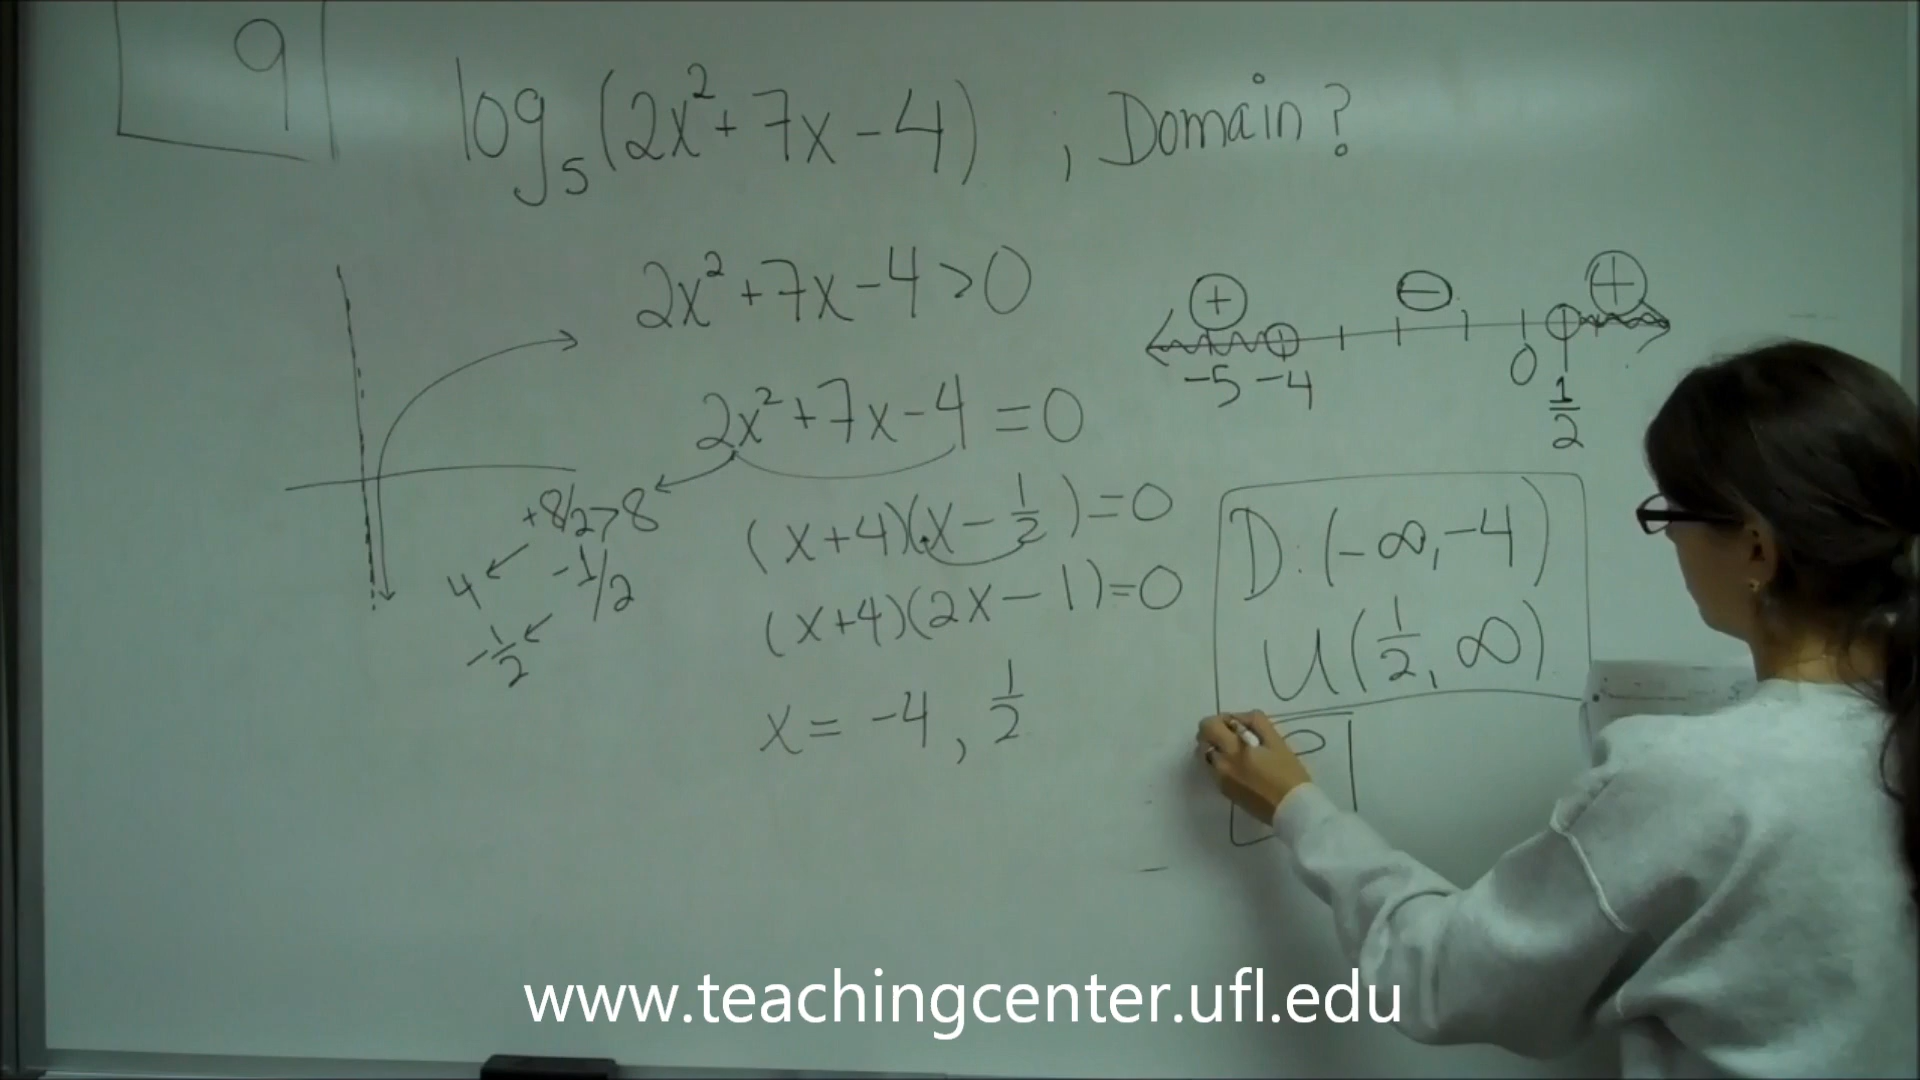 9
log₅(2x²+7x-4) ; Domain?
2x²+7x-4>0
2x²+7x-4=0
(x+4)(x-1/2)=0
(x+4)(2x-1)=0
x=-4, 1/2
+8/2 > 8
-1/2
4
-1/2
+ - +
-5 -4 0 1/2
D:(-∞,-4)
U(1/2,∞)
www.teachingcenter.ufl.edu